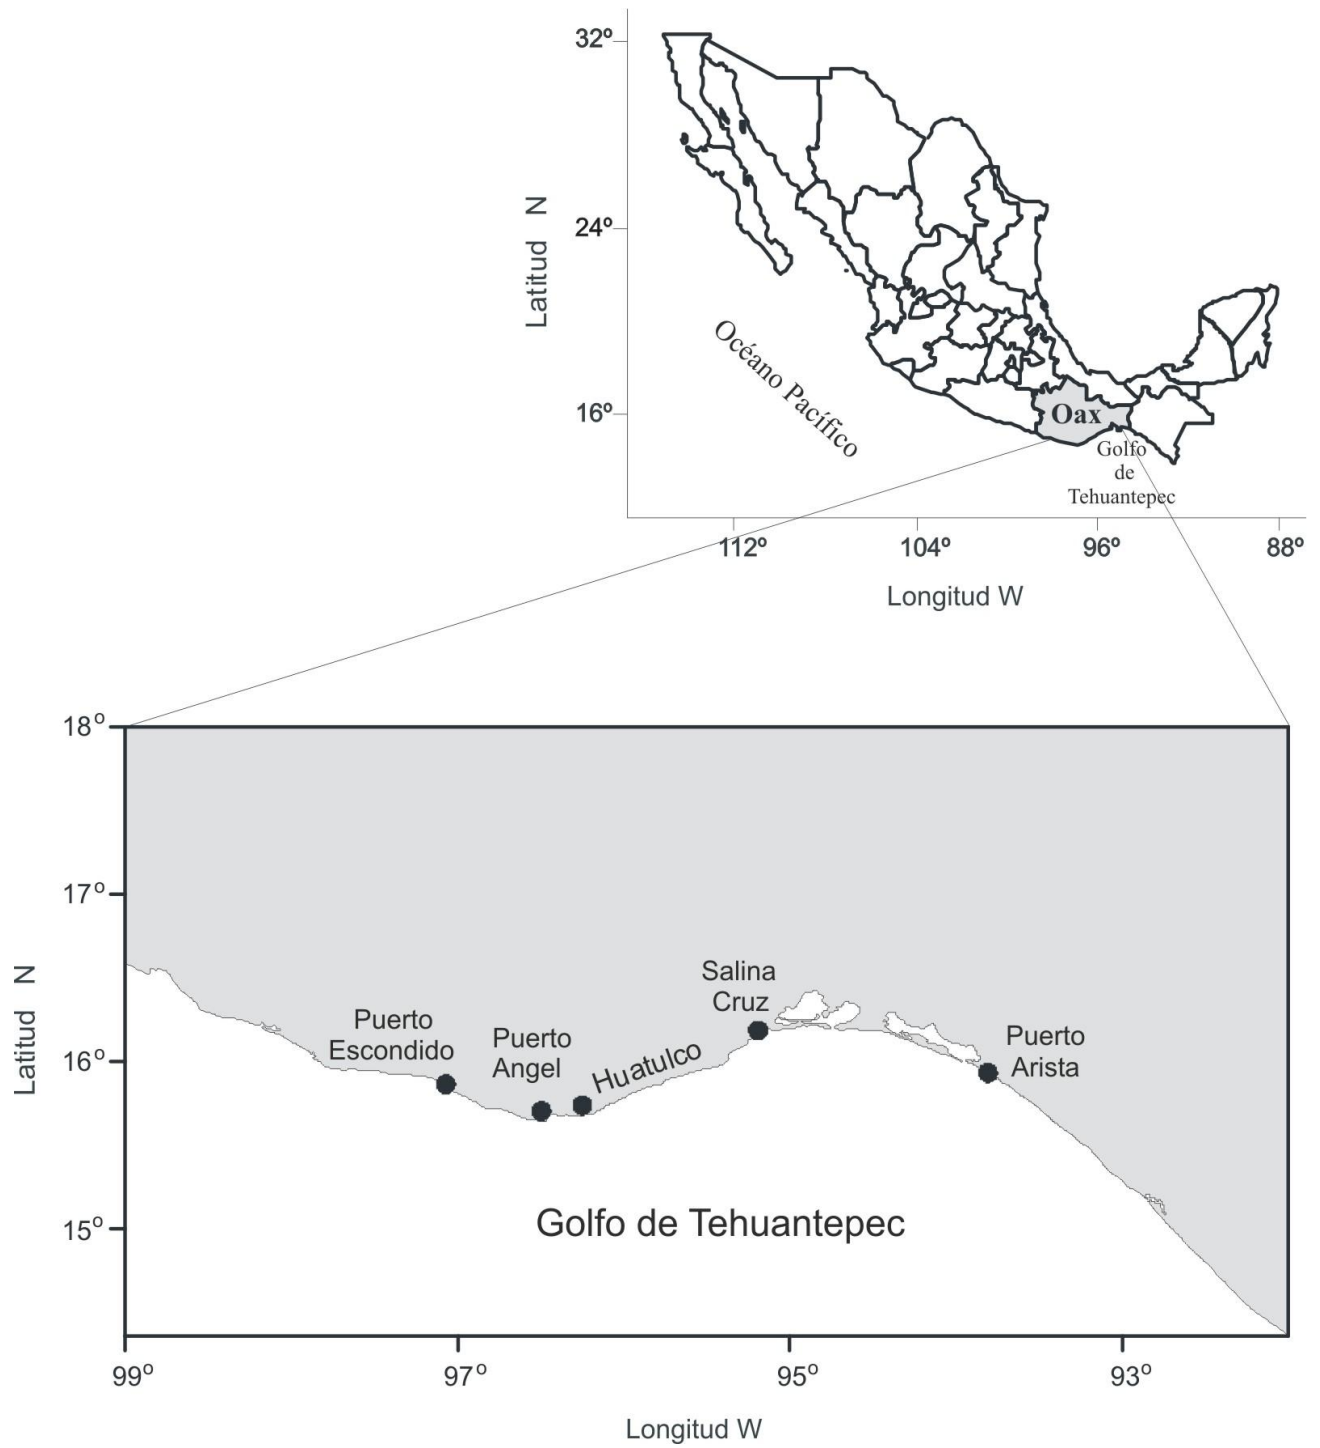 32º
24º
16º
Latitud N
Océano Pacífico
Oax
Golfo
de
Tehuantepec
112º
104º
96º
88º
Longitud W
18º
17º
16º
15º
Latitud N
Puerto
Escondido
Puerto
Angel
Huatulco
Salina
Cruz
Puerto
Arista
Golfo de Tehuantepec
99º
97º
95º
93º
Longitud W